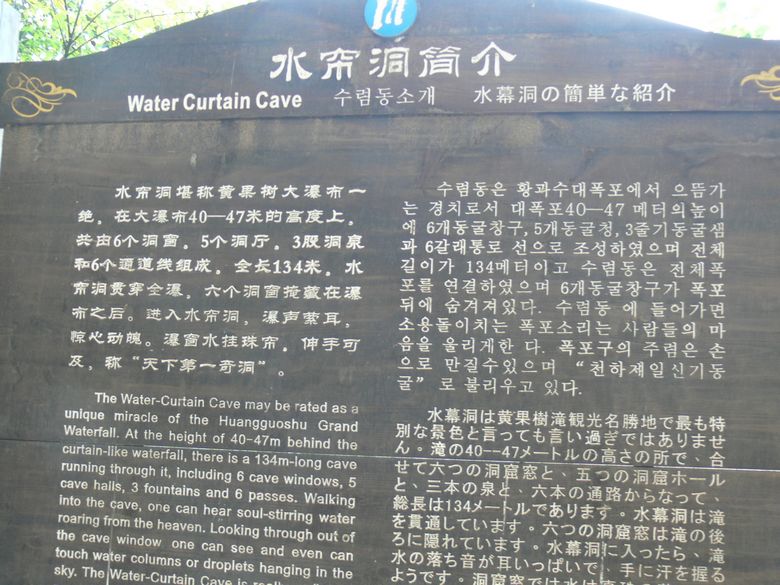 水帘洞简介
Water Curtain Cave 수렴동소개 水幕洞の簡単な紹介
水帘洞堪称黄果树大瀑布一
绝。在大瀑布40—47米的高度上。
共由6个洞窗。5个洞厅。3股洞泉
和6个通道线组成。全长134米。水
帘洞贯穿全瀑。六个洞窗掩藏在瀑
布之后。进入水帘洞，瀑声萦耳，
惊心动魄。瀑窗水挂珠帘。伸手可
及，称“天下第一奇洞”。
The Water-Curtain Cave may be rated as a
unique miracle of the Huangguoshu Grand
Waterfall. At the height of 40-47m behind the
curtain-like waterfall, there is a 134m-long cave
running through it, including 6 cave windows, 5
cave halls, 3 fountains and 6 passes. Walking
into the cave, one can hear soul-stirring water
roaring from the heaven. Looking through out of
the cave window one can see and even can
touch water columns or droplets hanging in the
sky. The Water-Curtain Cave is
수렴동은 황과수대폭포에서 으뜸가
는 경치로서 대폭포40—47 메터의높이
에 6개동굴창구, 5개동굴청, 3줄기동굴샘
과 6갈래통로 선으로 조성하였으며 전체
길이가 134메터이고 수렴동은 전체폭
포를 연결하였으며 6개동굴창구가 폭포
뒤에 숨겨져있다. 수렴동 에 들어가면
소용돌이치는 폭포소리는 사람들의 마
음을 울리게한 다. 폭포구의 주렴은 손
으로 만질수있으며 “천하졔일신기동
굴”로 불리우고 있다.
水幕洞は黄果樹滝観光名勝地で最も特
別な景色と言っても言い過ぎではありませ
ん。滝の40--47メートルの高さの所で、合
せて六つの洞窟窓と、五つの洞窟ホール
と、三本の泉と、六本の通路からなって、
総長は134メートルであります。水幕洞は滝
を貫通しています。六つの洞窟窓は滝の後
ろに隠れています。水幕洞に入ったら、滝
水の落ち音が耳いっぱいで、手に汗を握る
ようです。洞窟窓では水は